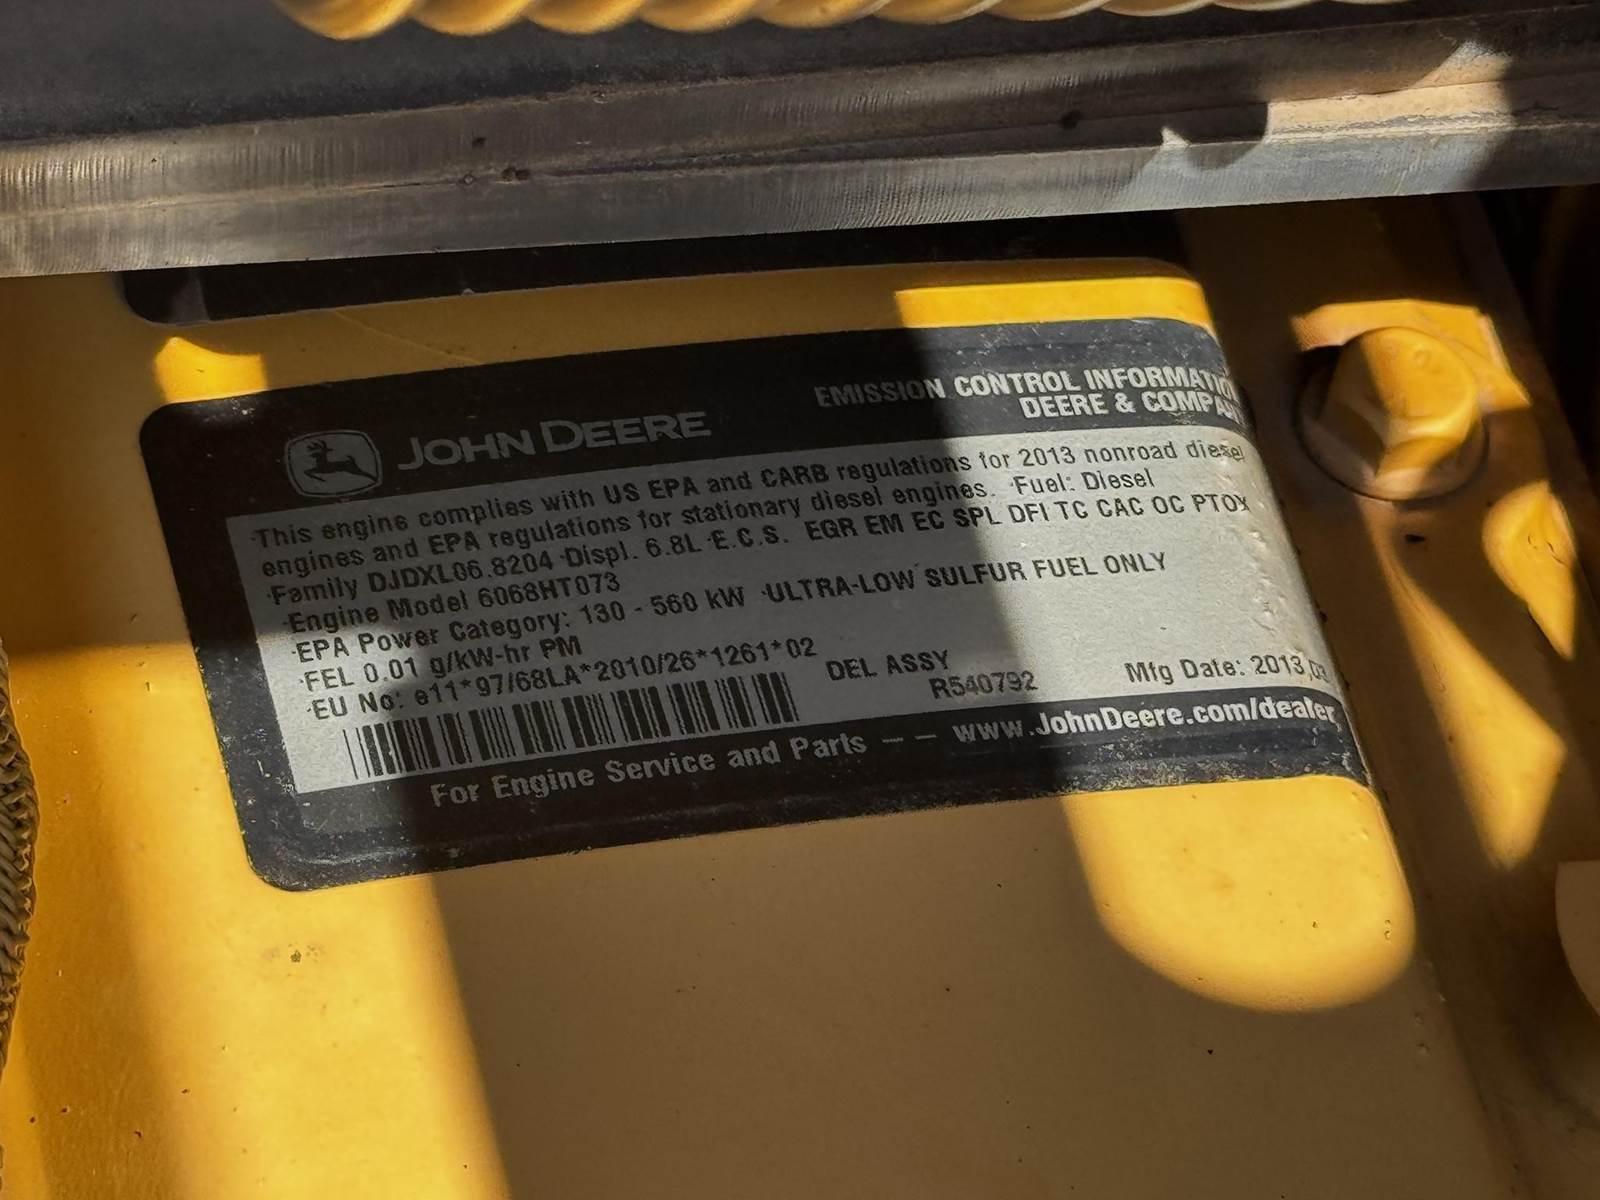 JOHN DEERE
EMISSION CONTROL INFORMATION
DEERE & COMPANY
This engine complies with US EPA and CARB regulations for 2013 nonroad diesel
engines and EPA regulations for stationary diesel engines. ·Fuel: Diesel
·Family DJDXL06.8204 ·Displ. 6.8L ·E.C.S. EGR EM EC SPL DFI TC CAC OC PTOX
·Engine Model 6068HT073
·EPA Power Category: 130 - 560 kW ·ULTRA-LOW SULFUR FUEL ONLY
·FEL 0.01 g/kW-hr PM
·EU No: e11*97/68LA*2010/26*1261*02
DEL ASSY
R540792
Mfg Date: 2013
For Engine Service and Parts -- www.JohnDeere.com/dealer